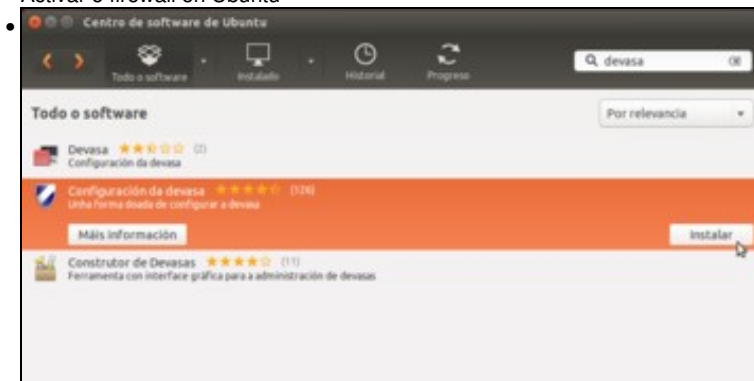 Activar o firewall en Ubuntu
Centro de software de Ubuntu
Todo o software
Instalado
Historial
Progreso
devasa
Todo o software
Por relevancia
Devasa (2)
Configuración da devasa
Configuración da devasa (126)
Unha forma doada de configurar a devasa
Máis información
Instalar
Construtor de Devasas (11)
Ferramenta con interface gráfica para a administración de devasas